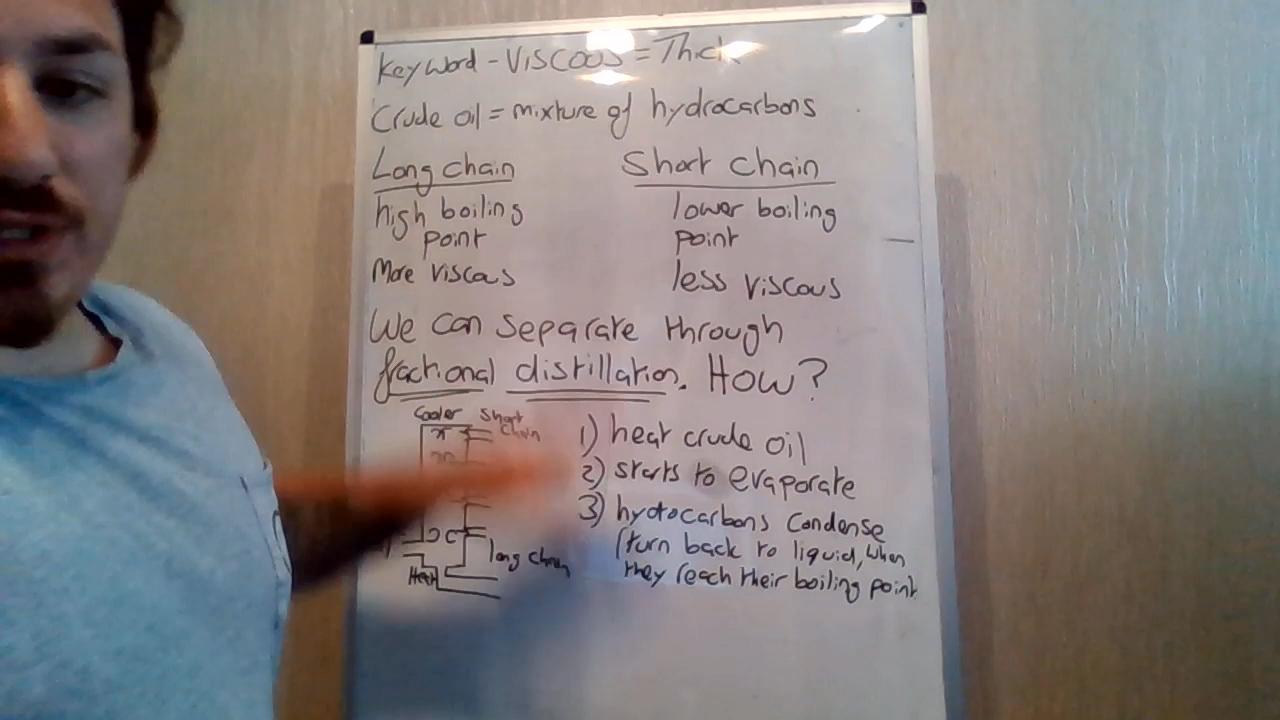 Keyword - Viscous = Thick
Crude oil = mixture of hydrocarbons
Long chain Short Chain
high boiling lower boiling
point point
More viscous less viscous
We can separate through
fractional distillation. How?
Cooler Short
chain
1) heat crude oil
2) starts to evaporate
3) hydrocarbons condense
(turn back to liquid, when
long chain
they reach their boiling point
Heat